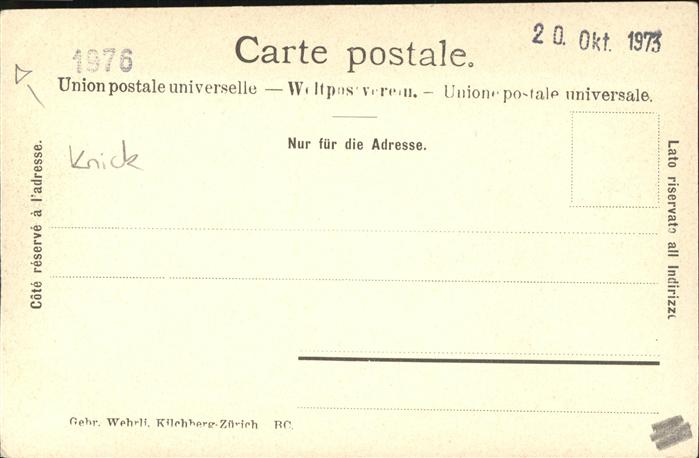 20. Okt. 1973
1976
Carte postale.
Union postale universelle — Weltpostverein. – Unione postale universale.
Nur für die Adresse.
Knick
Côté réservé à l'adresse.
Lato riservato all Indirizzo
Gebr. Wehrli, Kilchberg-Zürich RC.